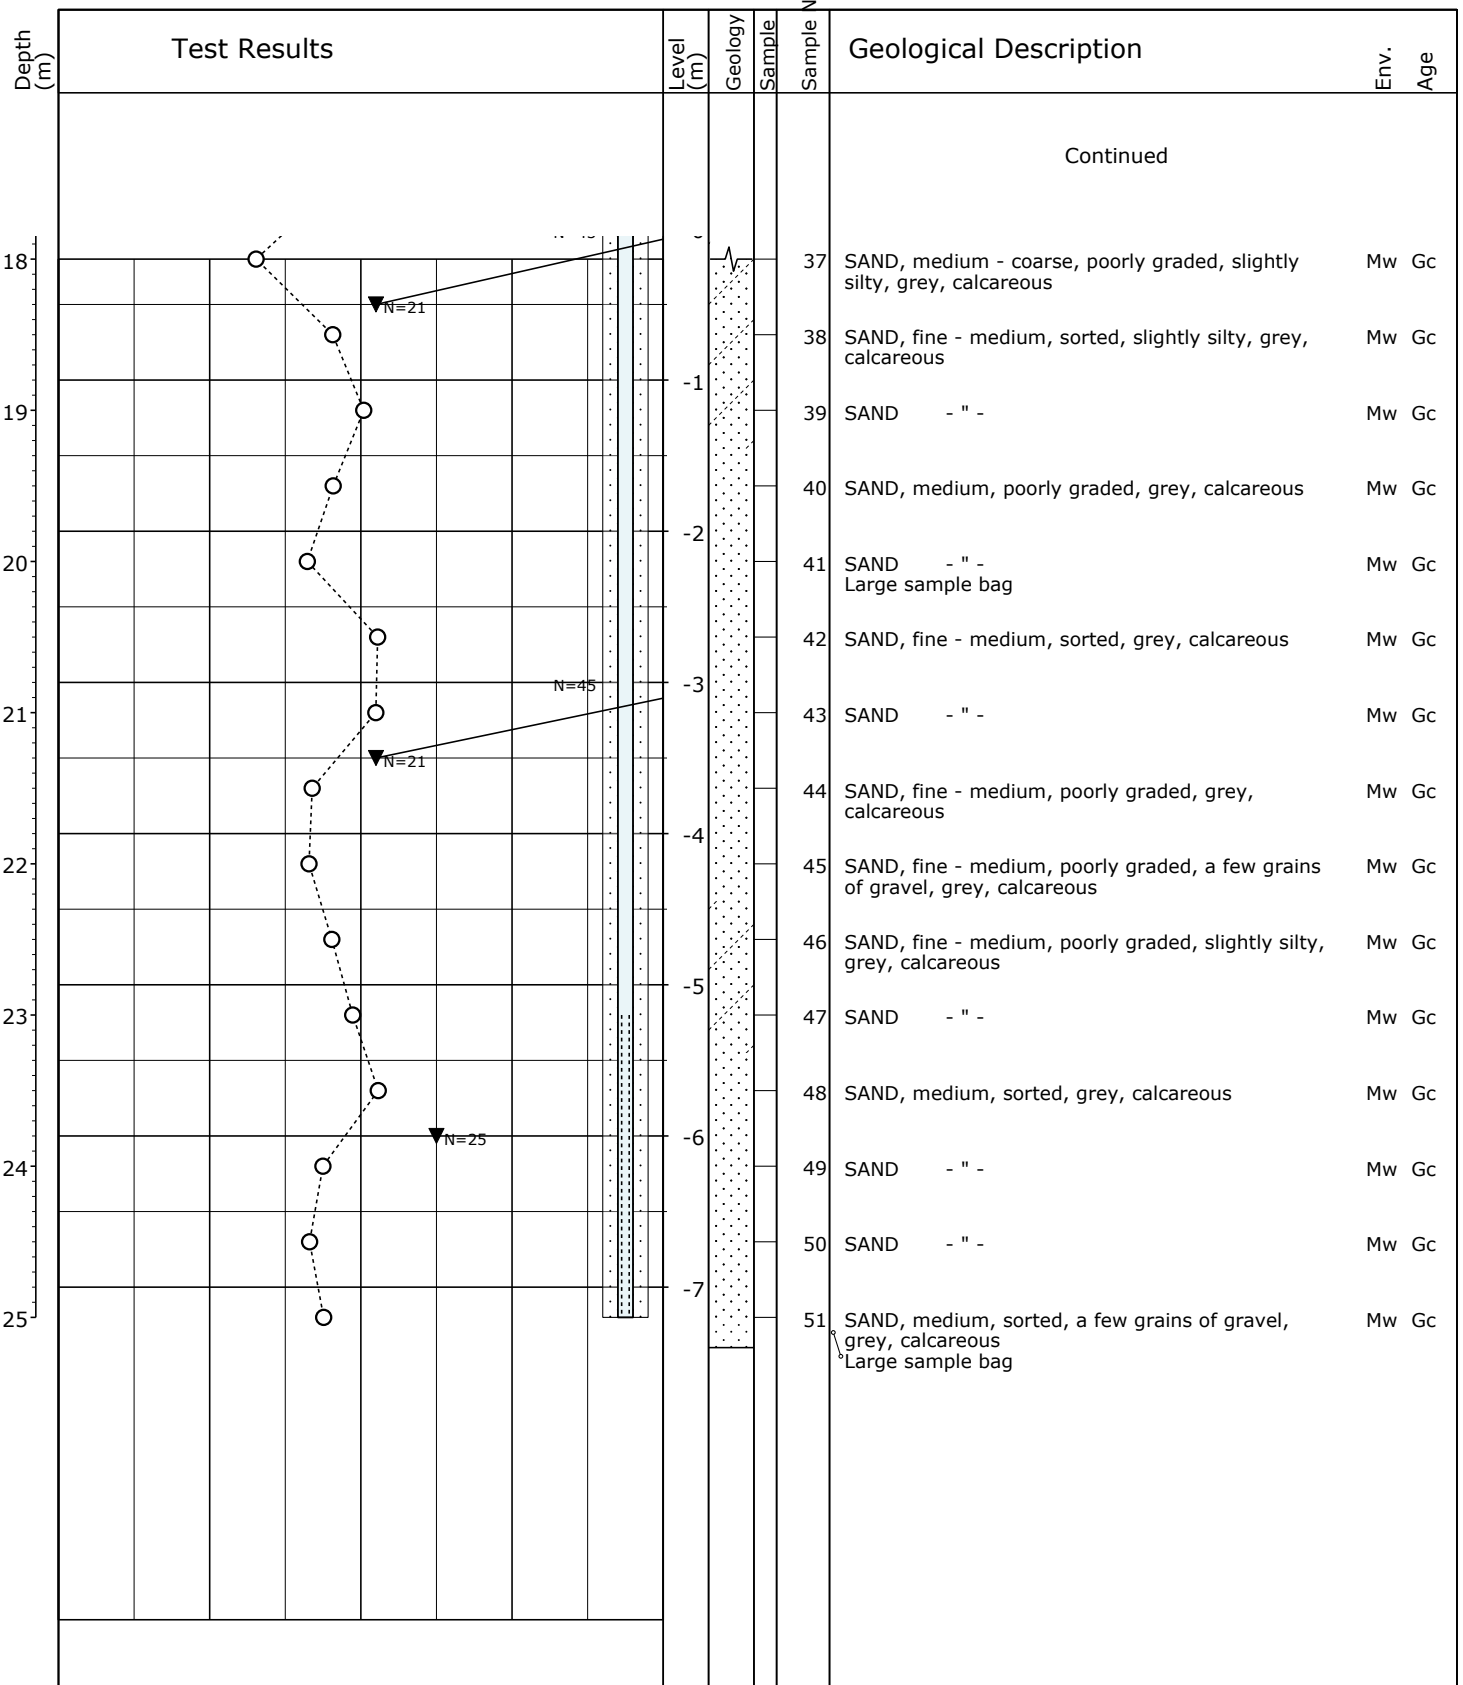 Depth (m)
Test Results
Level (m)
Geology
Sample
Sample N
Geological Description
Env.
Age
Continued
18
37 SAND, medium - coarse, poorly graded, slightly Mw Gc
silty, grey, calcareous
N=21
38 SAND, fine - medium, sorted, slightly silty, grey, Mw Gc
calcareous
-1
19
39 SAND - " - Mw Gc
40 SAND, medium, poorly graded, grey, calcareous Mw Gc
-2
20
41 SAND - " - Mw Gc
Large sample bag
42 SAND, fine - medium, sorted, grey, calcareous Mw Gc
N=45
-3
21
43 SAND - " - Mw Gc
N=21
44 SAND, fine - medium, poorly graded, grey, Mw Gc
calcareous
-4
22
45 SAND, fine - medium, poorly graded, a few grains Mw Gc
of gravel, grey, calcareous
46 SAND, fine - medium, poorly graded, slightly silty, Mw Gc
grey, calcareous
-5
23
47 SAND - " - Mw Gc
48 SAND, medium, sorted, grey, calcareous Mw Gc
N=25
-6
24
49 SAND - " - Mw Gc
50 SAND - " - Mw Gc
-7
25
51 SAND, medium, sorted, a few grains of gravel, Mw Gc
grey, calcareous
Large sample bag